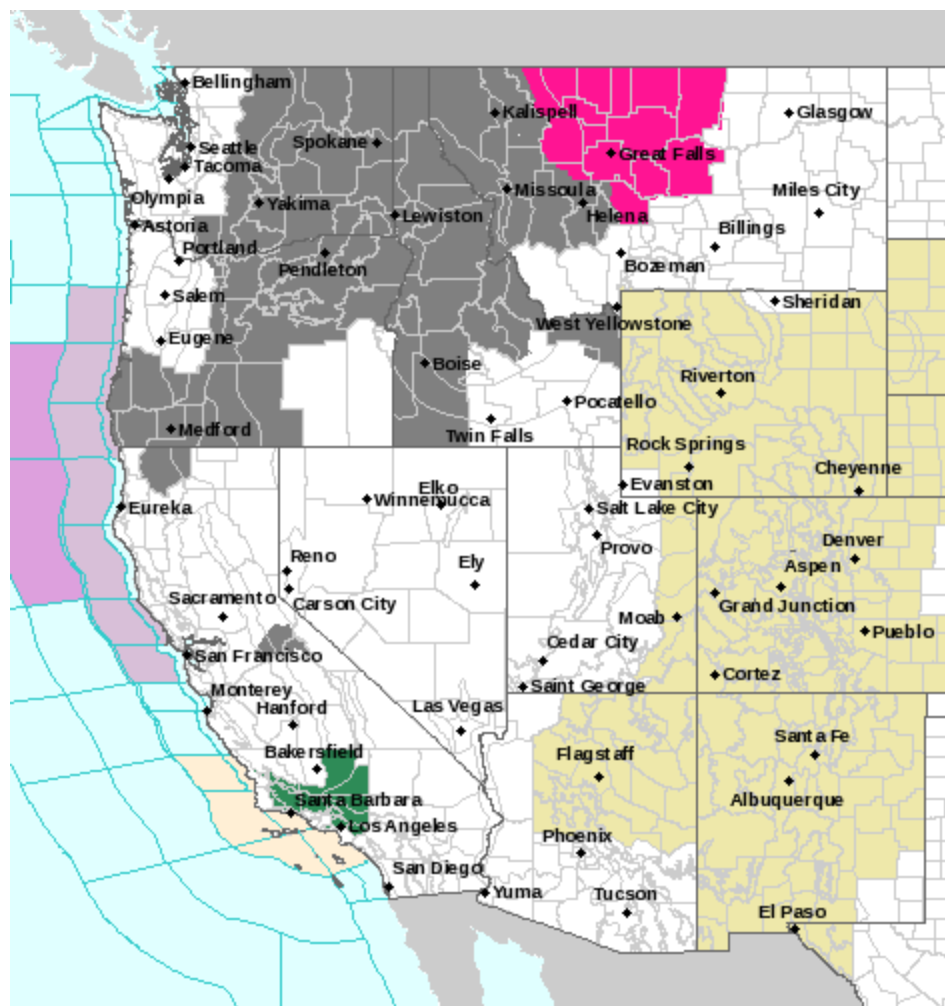 Bellingham
Kalispell
Glasgow
Seattle
Spokane
Great Falls
Tacoma
Olympia
Missoula
Miles City
Yakima
Lewiston
Helena
Astoria
Portland
Billings
Pendleton
Bozeman
Salem
Sheridan
West Yellowstone
Eugene
Boise
Riverton
Pocatello
Medford
Twin Falls
Rock Springs
Cheyenne
Elko
Evanston
Winnemucca
Eureka
Salt Lake City
Denver
Provo
Reno
Ely
Aspen
Sacramento
Carson City
Grand Junction
Moab
Pueblo
Cedar City
San Francisco
Cortez
Saint George
Monterey
Hanford
Las Vegas
Santa Fe
Bakersfield
Flagstaff
Albuquerque
Santa Barbara
Los Angeles
Phoenix
San Diego
Yuma
Tucson
El Paso